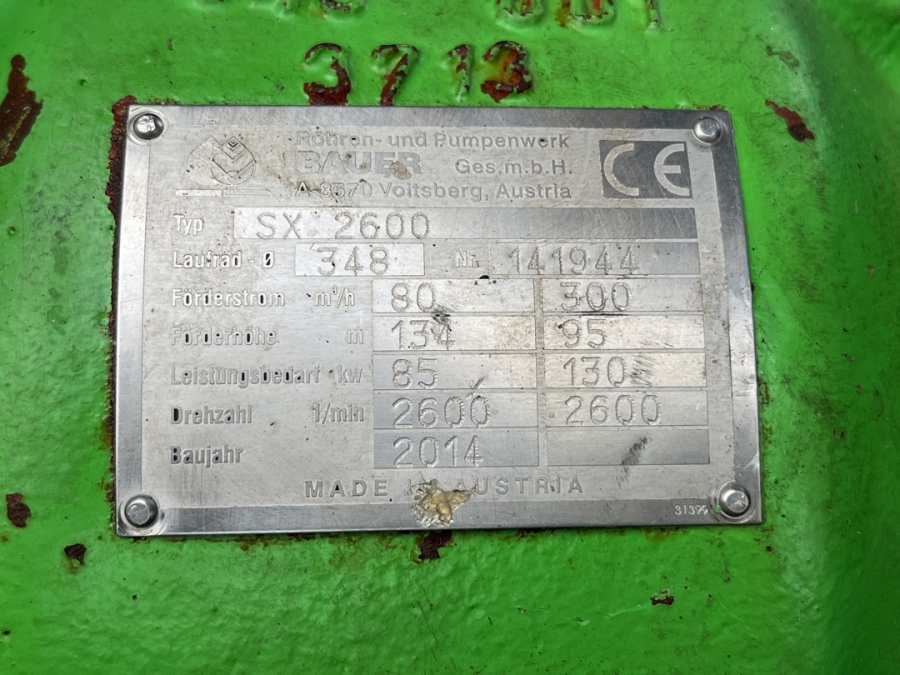 3713
Röhren- und Pumpenwerk
BAUER Ges.m.b.H.
A-8570 Voitsberg, Austria
CE
Typ SX 2600
Laufrad - Ø 348 Nr. 141944
Förderstrom m³/h 80 300
Förderhöhe m 134 95
Leistungsbedarf kw 85 130
Drehzahl 1/min 2600 2600
Baujahr 2014
MADE IN AUSTRIA
31399